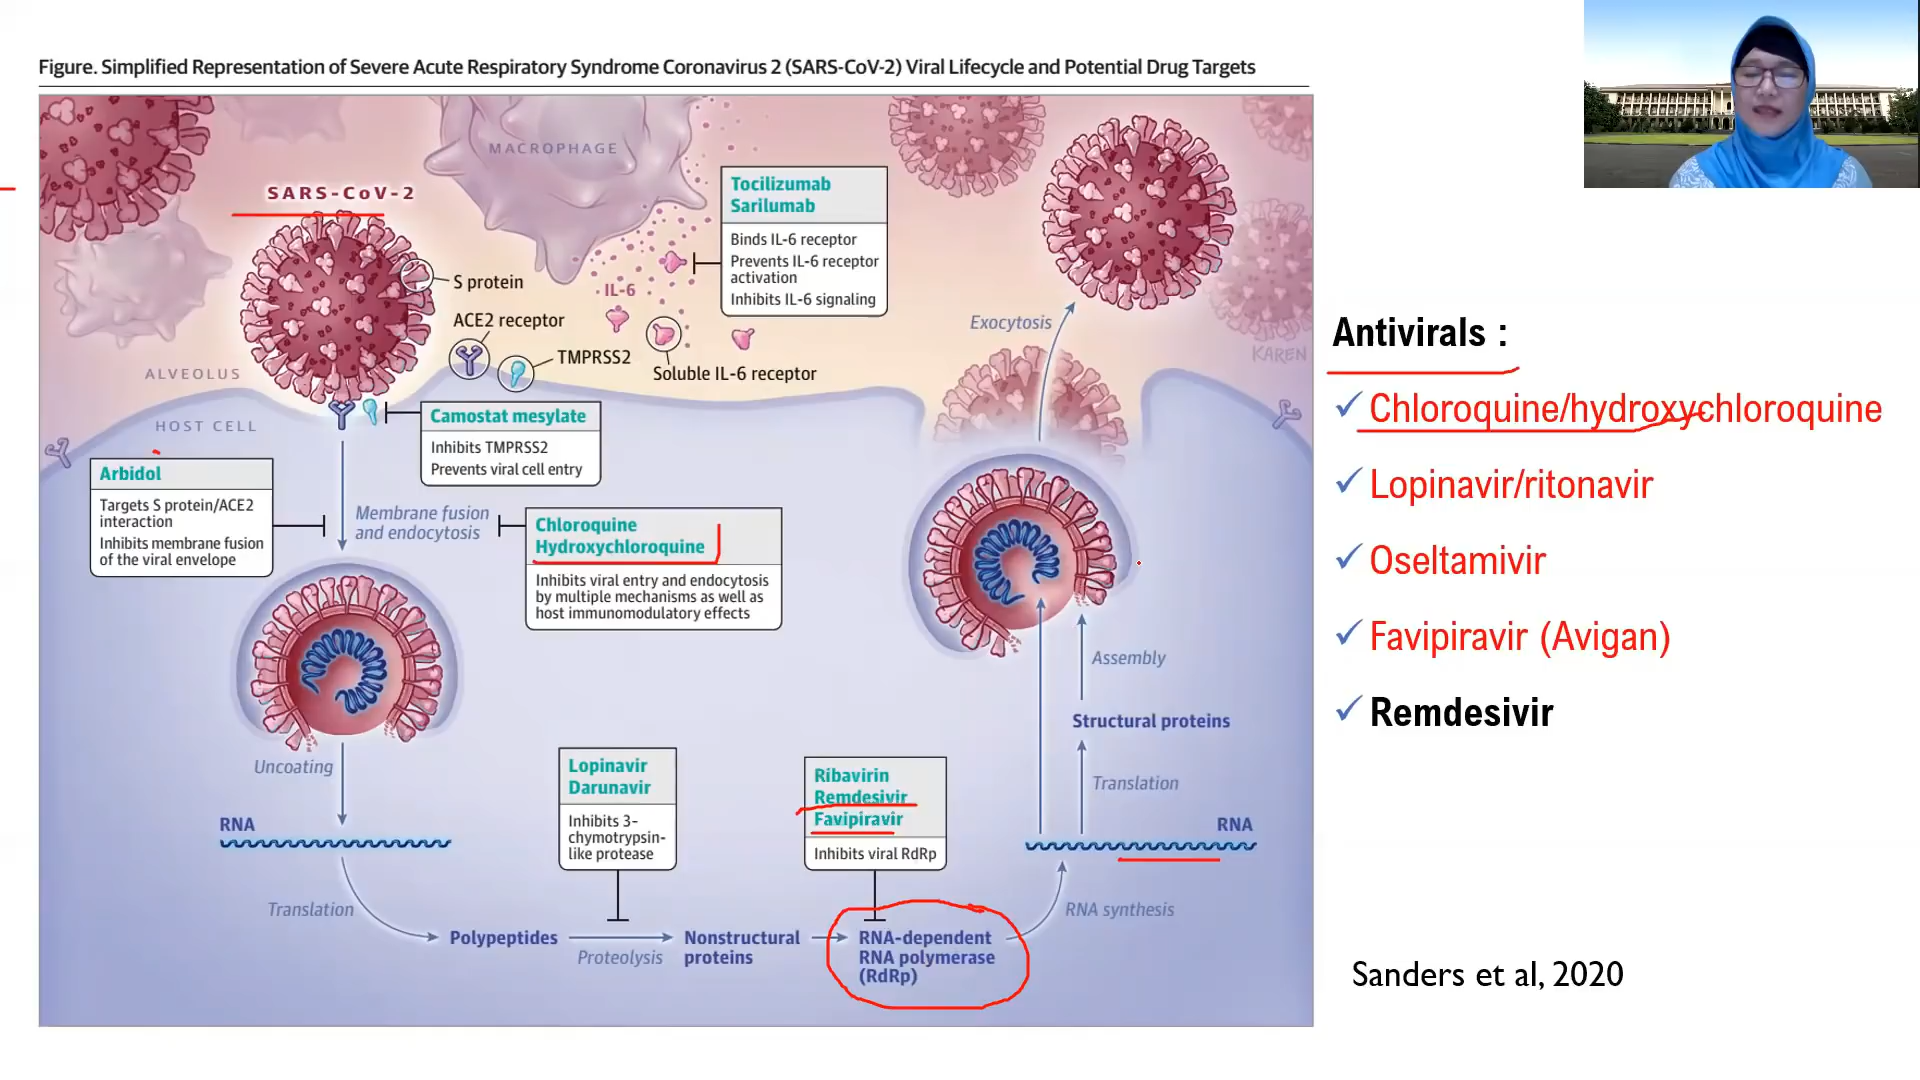 Figure. Simplified Representation of Severe Acute Respiratory Syndrome Coronavirus 2 (SARS-CoV-2) Viral Lifecycle and Potential Drug Targets
MACROPHAGE
SARS-CoV-2
Tocilizumab
Sarilumab
Binds IL-6 receptor
Prevents IL-6 receptor
activation
Inhibits IL-6 signaling
S protein
IL-6
ACE2 receptor
TMPRSS2
Soluble IL-6 receptor
Exocytosis
KAREN
ALVEOLUS
HOST CELL
Camostat mesylate
Inhibits TMPRSS2
Prevents viral cell entry
Arbidol
Targets S protein/ACE2
interaction
Inhibits membrane fusion
of the viral envelope
Membrane fusion
and endocytosis
Chloroquine
Hydroxychloroquine
Inhibits viral entry and endocytosis
by multiple mechanisms as well as
host immunomodulatory effects
Uncoating
RNA
Translation
Polypeptides
Proteolysis
Lopinavir
Darunavir
Inhibits 3-
chymotrypsin-
like protease
Nonstructural
proteins
Ribavirin
Remdesivir
Favipiravir
Inhibits viral RdRp
RNA-dependent
RNA polymerase
(RdRp)
RNA synthesis
RNA
Translation
Structural proteins
Assembly
Antivirals :
✓ Chloroquine/hydroxychloroquine
✓ Lopinavir/ritonavir
✓ Oseltamivir
✓ Favipiravir (Avigan)
✓ Remdesivir
Sanders et al, 2020